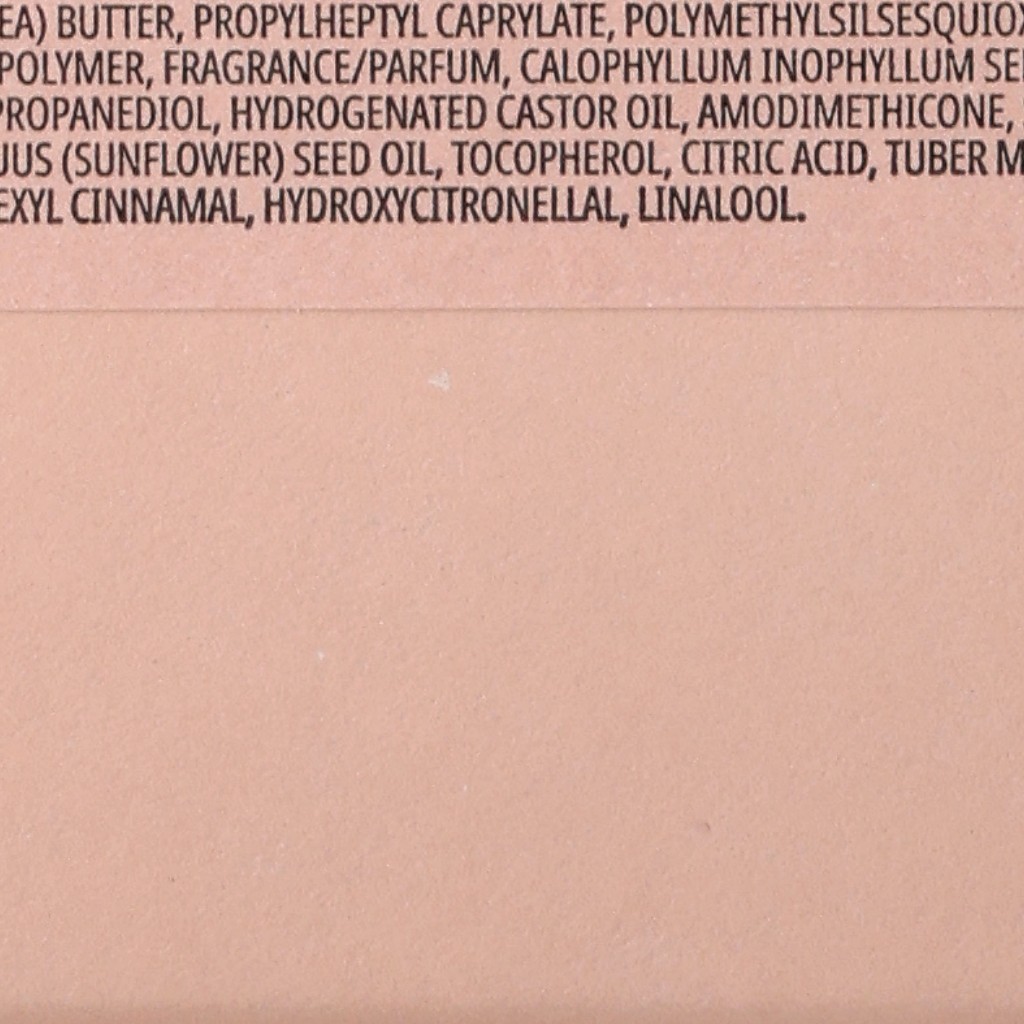 EA) BUTTER, PROPYLHEPTYL CAPRYLATE, POLYMETHYLSILSESQUIOX
POLYMER, FRAGRANCE/PARFUM, CALOPHYLLUM INOPHYLLUM SE
PROPANEDIOL, HYDROGENATED CASTOR OIL, AMODIMETHICONE,
UUS (SUNFLOWER) SEED OIL, TOCOPHEROL, CITRIC ACID, TUBER M
EXYL CINNAMAL, HYDROXYCITRONELLAL, LINALOOL.